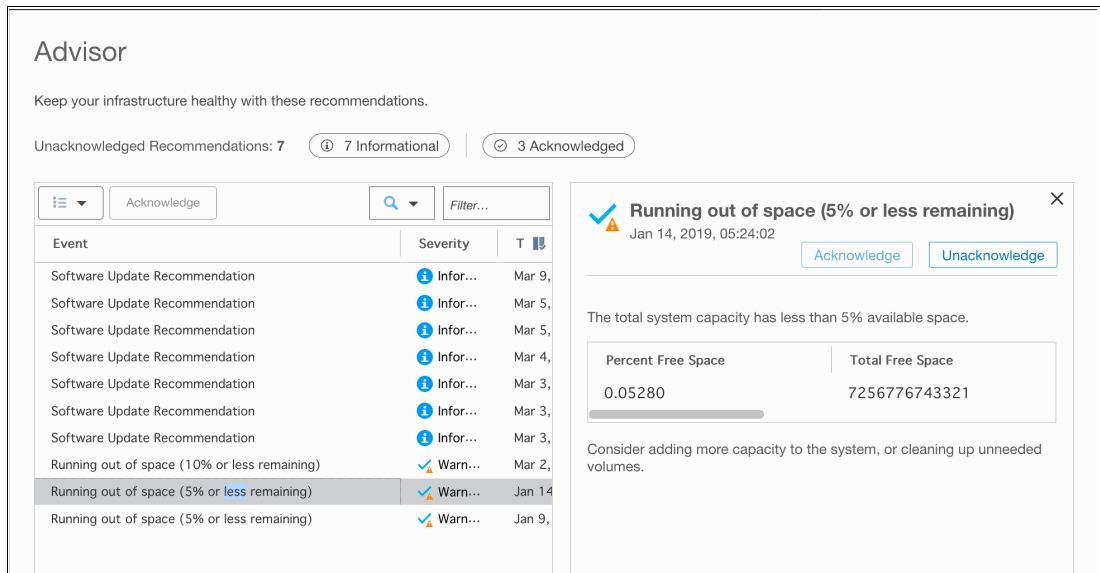 Advisor
Keep your infrastructure healthy with these recommendations.
Unacknowledged Recommendations: 7 7 Informational 3 Acknowledged
Acknowledge Filter...
Event Severity T
Software Update Recommendation Infor... Mar 9,
Software Update Recommendation Infor... Mar 5,
Software Update Recommendation Infor... Mar 5,
Software Update Recommendation Infor... Mar 4,
Software Update Recommendation Infor... Mar 3,
Software Update Recommendation Infor... Mar 3,
Software Update Recommendation Infor... Mar 3,
Running out of space (10% or less remaining) Warn... Mar 2,
Running out of space (5% or less remaining) Warn... Jan 14
Running out of space (5% or less remaining) Warn... Jan 9,
Running out of space (5% or less remaining)
Jan 14, 2019, 05:24:02
Acknowledge Unacknowledge
The total system capacity has less than 5% available space.
Percent Free Space Total Free Space
0.05280 7256776743321
Consider adding more capacity to the system, or cleaning up unneeded
volumes.